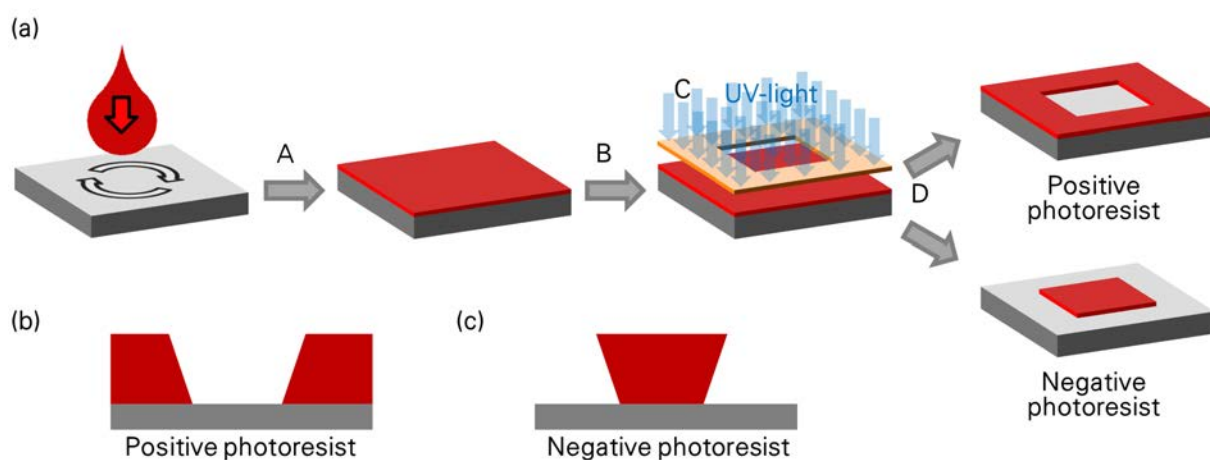 (a)
A
B
C
UV-light
D
Positive
photoresist
Negative
photoresist
(b)
Positive photoresist
(c)
Negative photoresist